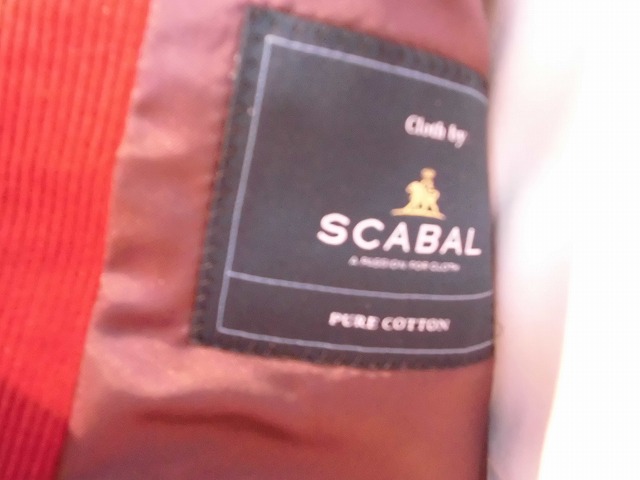 Cloth by
SCABAL
A PASSION FOR CLOTH
PURE COTTON